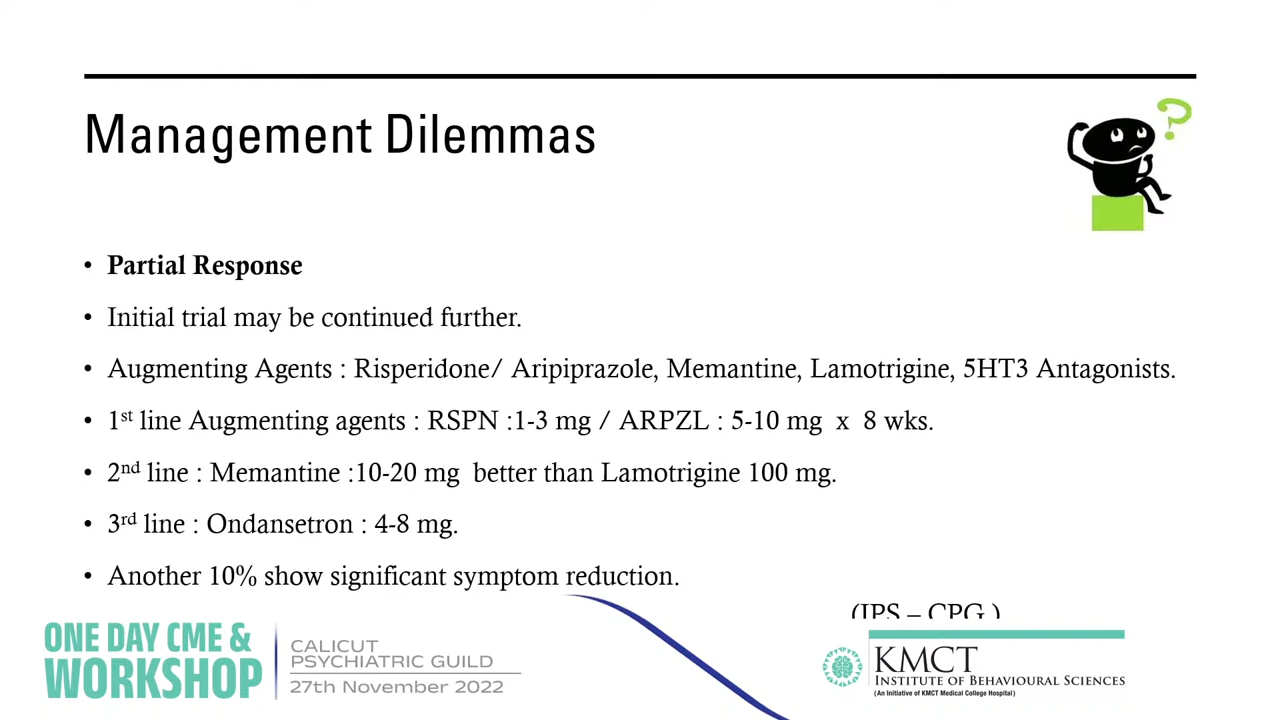 Management Dilemmas
?
• Partial Response
• Initial trial may be continued further.
• Augmenting Agents : Risperidone/ Aripiprazole, Memantine, Lamotrigine, 5HT3 Antagonists.
• 1st line Augmenting agents : RSPN :1-3 mg / ARPZL : 5-10 mg x 8 wks.
• 2nd line : Memantine :10-20 mg better than Lamotrigine 100 mg.
• 3rd line : Ondansetron : 4-8 mg.
• Another 10% show significant symptom reduction.
(IPS – CPG )
ONE DAY CME &
WORKSHOP
CALICUT
PSYCHIATRIC GUILD
27th November 2022
KMCT
INSTITUTE OF BEHAVIOURAL SCIENCES
(An Initiative of KMCT Medical College Hospital)